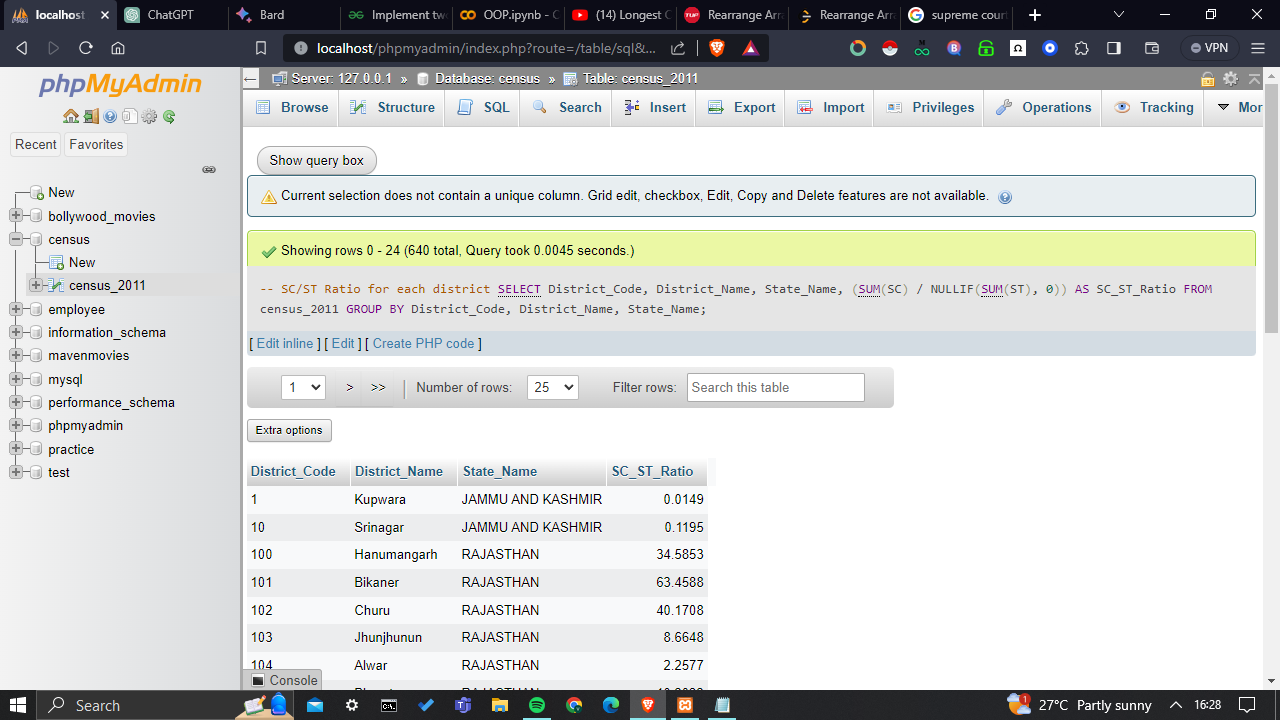 localhost
ChatGPT
Bard
Implement tw
OOP.ipynb - C
(14) Longest C
Rearrange Arra
Rearrange Arra
supreme cour
localhost/phpmyadmin/index.php?route=/table/sql&...
VPN
phpMyAdmin
Recent
Favorites
New
bollywood_movies
census
New
census_2011
employee
information_schema
mavenmovies
mysql
performance_schema
phpmyadmin
practice
test
Server: 127.0.0.1 » Database: census » Table: census_2011
Browse
Structure
SQL
Search
Insert
Export
Import
Privileges
Operations
Tracking
Mor
Show query box
Current selection does not contain a unique column. Grid edit, checkbox, Edit, Copy and Delete features are not available.
Showing rows 0 - 24 (640 total, Query took 0.0045 seconds.)
-- SC/ST Ratio for each district SELECT District_Code, District_Name, State_Name, (SUM(SC) / NULLIF(SUM(ST), 0)) AS SC_ST_Ratio FROM
census_2011 GROUP BY District_Code, District_Name, State_Name;
[ Edit inline ] [ Edit ] [ Create PHP code ]
1 > >> | Number of rows: 25 Filter rows: Search this table
Extra options
District_Code District_Name State_Name SC_ST_Ratio
1 Kupwara JAMMU AND KASHMIR 0.0149
10 Srinagar JAMMU AND KASHMIR 0.1195
100 Hanumangarh RAJASTHAN 34.5853
101 Bikaner RAJASTHAN 63.4588
102 Churu RAJASTHAN 40.1708
103 Jhunjhunun RAJASTHAN 8.6648
104 Alwar RAJASTHAN 2.2577
RAJASTHAN
Console
Search
27°C Partly sunny
16:28